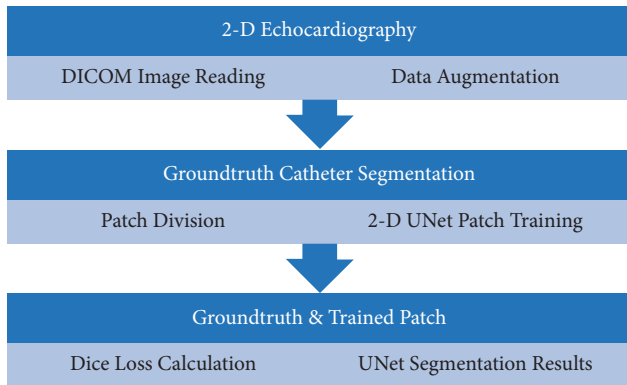 2-D Echocardiography
DICOM Image Reading
Data Augmentation
Groundtruth Catheter Segmentation
Patch Division
2-D UNet Patch Training
Groundtruth & Trained Patch
Dice Loss Calculation
UNet Segmentation Results